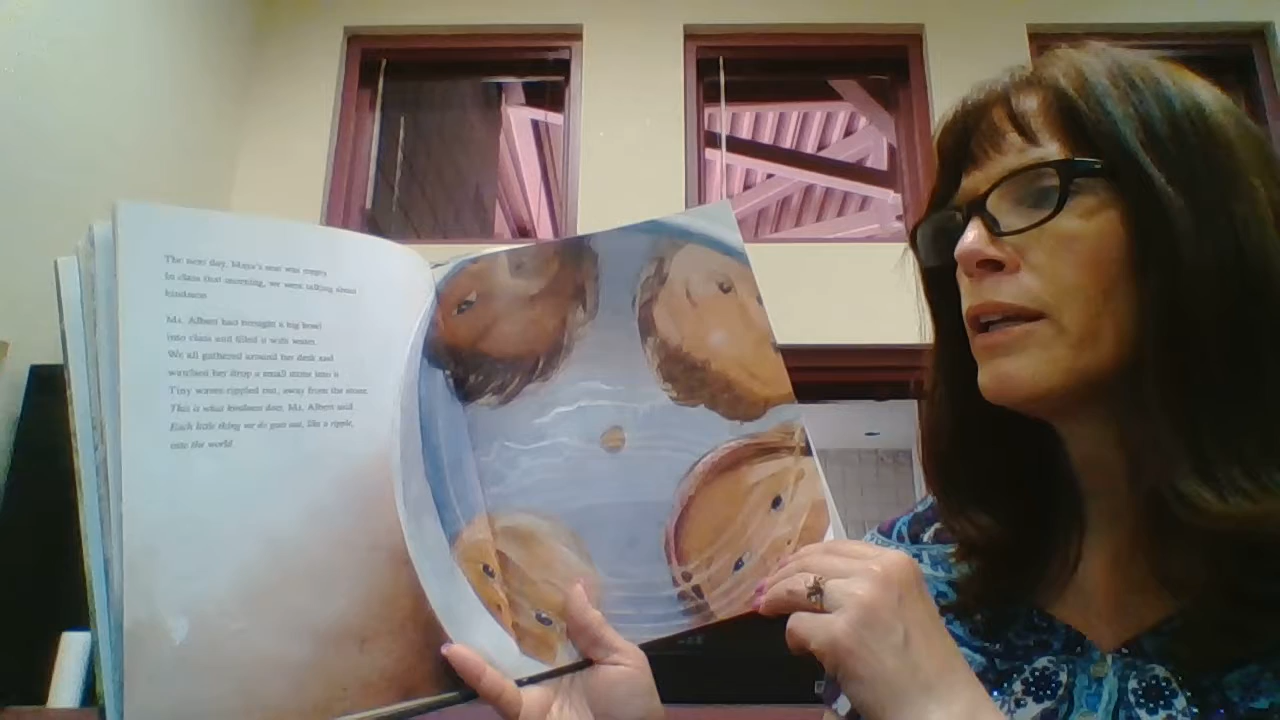 The next day, Maya's seat was empty.
In class that morning, we were talking about
kindness.
Ms. Albert had brought a big bowl
into class and filled it with water.
We all gathered around her desk and
watched her drop a small stone into it.
Tiny waves rippled out, away from the stone.
This is what kindness does, Ms. Albert said.
Each little thing we do goes out, like a ripple,
into the world.